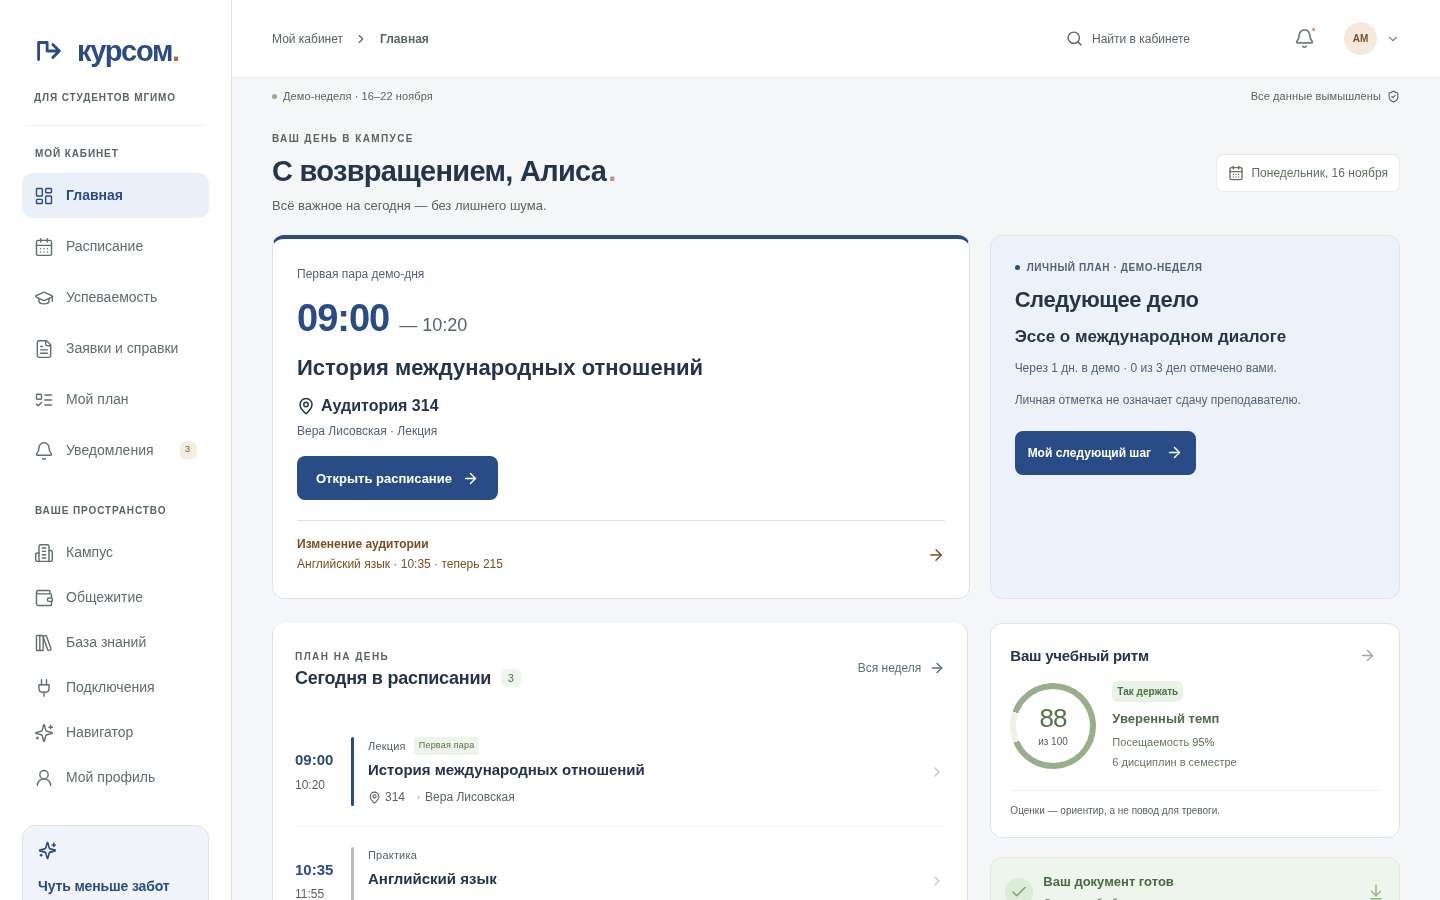 курсом.
ДЛЯ СТУДЕНТОВ МГИМО
МОЙ КАБИНЕТ
Главная
Расписание
Успеваемость
Заявки и справки
Мой план
Уведомления 3
ВАШЕ ПРОСТРАНСТВО
Кампус
Общежитие
База знаний
Подключения
Навигатор
Мой профиль
Чуть меньше забот
Мой кабинет Главная
Найти в кабинете
АМ
Демо-неделя · 16–22 ноября
Все данные вымышлены
ВАШ ДЕНЬ В КАМПУСЕ
С возвращением, Алиса.
Всё важное на сегодня — без лишнего шума.
Понедельник, 16 ноября
Первая пара демо-дня
09:00 — 10:20
История международных отношений
Аудитория 314
Вера Лисовская · Лекция
Открыть расписание
Изменение аудитории
Английский язык · 10:35 · теперь 215
ЛИЧНЫЙ ПЛАН · ДЕМО-НЕДЕЛЯ
Следующее дело
Эссе о международном диалоге
Через 1 дн. в демо · 0 из 3 дел отмечено вами.
Личная отметка не означает сдачу преподавателю.
Мой следующий шаг
ПЛАН НА ДЕНЬ
Сегодня в расписании 3
Вся неделя
09:00
10:20
Лекция Первая пара
История международных отношений
314 · Вера Лисовская
10:35
11:55
Практика
Английский язык
Ваш учебный ритм
88
из 100
Так держать
Уверенный темп
Посещаемость 95%
6 дисциплин в семестре
Оценки — ориентир, а не повод для тревоги.
Ваш документ готов